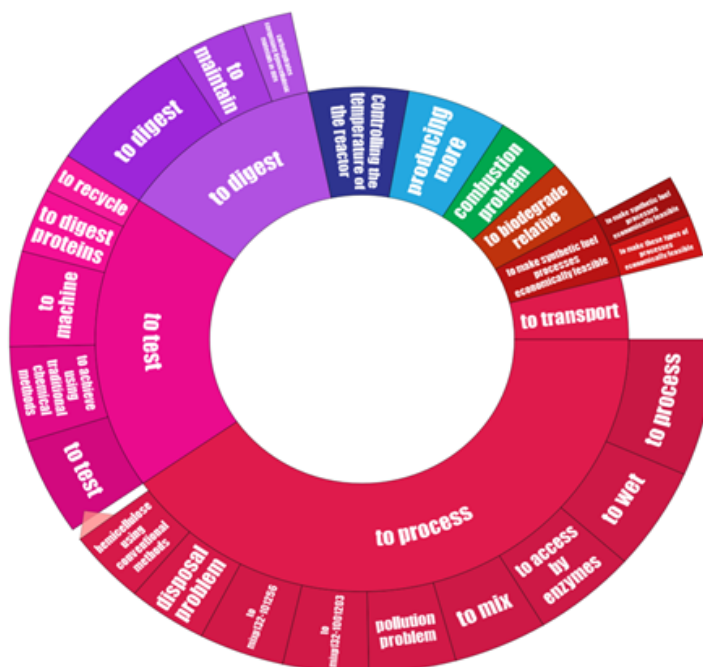 to digest
to maintain
to digest
controlling the
temperature of
the reactor
producing
more
combustion
problem
to biodegrade
relative
to make synthetic fuel
processes
economically feasible
to make synthetic fuel
processes
economically feasible
to make these types of
processes
economically feasible
to transport
to process
to process
to wet
to access
by
enzymes
to mix
pollution
problem
disposal
problem
hemicellulose
using
conventional
methods
to test
to test
to achieve
using
traditional
chemical
methods
to
machine
to digest
proteins
to recycle